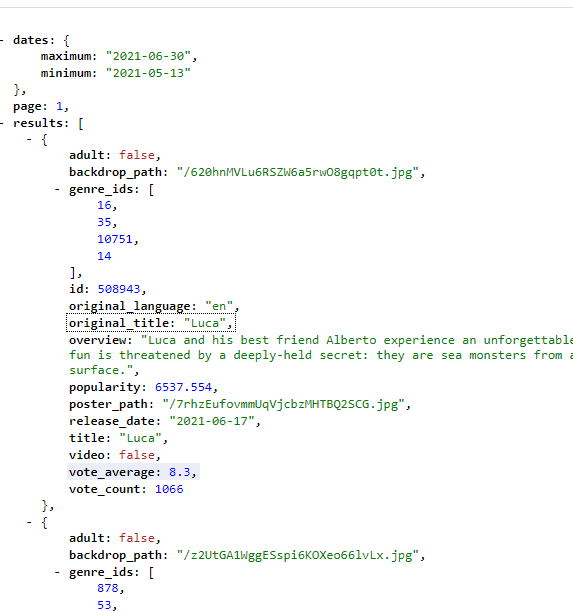 - dates: {
maximum: "2021-06-30",
minimum: "2021-05-13"
},
page: 1,
- results: [
- {
adult: false,
backdrop_path: "/620hnMVLu6RSZW6a5rwO8gqpt0t.jpg",
- genre_ids: [
16,
35,
10751,
14
],
id: 508943,
original_language: "en",
original_title: "Luca",
overview: "Luca and his best friend Alberto experience an unforgettable
fun is threatened by a deeply-held secret: they are sea monsters from a
surface.",
popularity: 6537.554,
poster_path: "/7rhzEufovmmUqVjcbzMHTBQ2SCG.jpg",
release_date: "2021-06-17",
title: "Luca",
video: false,
vote_average: 8.3,
vote_count: 1066
},
- {
adult: false,
backdrop_path: "/z2UtGA1WggESspi6KOXeo66lvLx.jpg",
- genre_ids: [
878,
53,